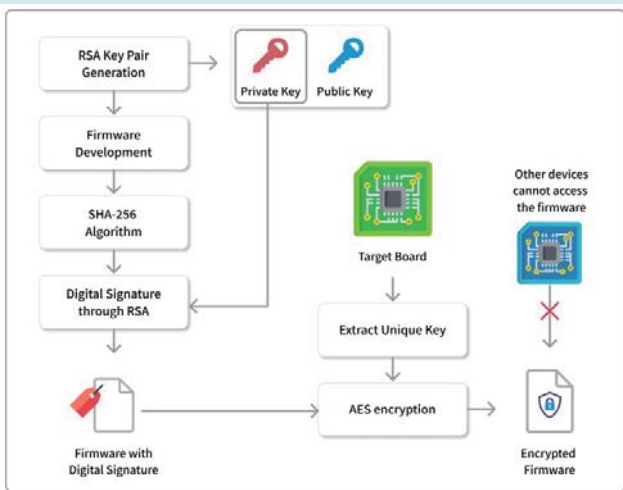 RSA Key Pair
Generation
Private Key
Public Key
Firmware
Development
SHA-256
Algorithm
Digital Signature
through RSA
Firmware with
Digital Signature
Target Board
Extract Unique Key
AES encryption
Other devices
cannot access
the firmware
Encrypted
Firmware